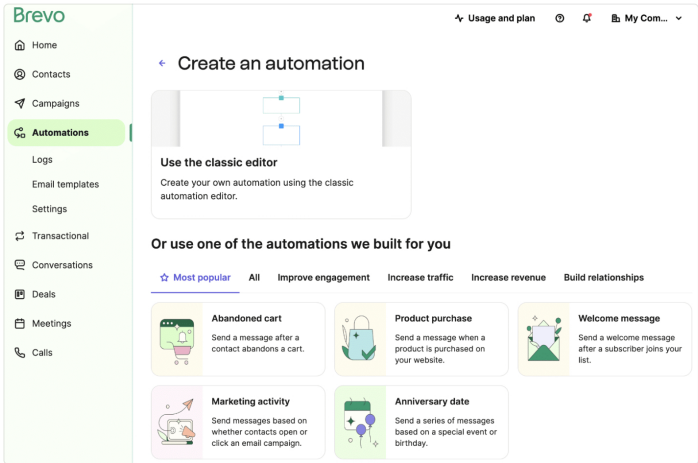 Brevo
Usage and plan
My Com...
Home
Contacts
Campaigns
Automations
Logs
Email templates
Settings
Transactional
Conversations
Deals
Meetings
Calls
Create an automation
Use the classic editor
Create your own automation using the classic
automation editor.
Or use one of the automations we built for you
Most popular All Improve engagement Increase traffic Increase revenue Build relationships
Abandoned cart
Send a message after a
contact abandons a cart.
Product purchase
Send a message when a
product is purchased on
your website.
Welcome message
Send a welcome message
after a subscriber joins your
list.
Marketing activity
Send messages based on
whether contacts open or
click an email campaign.
Anniversary date
Send a series of messages
based on a special event or
birthday.